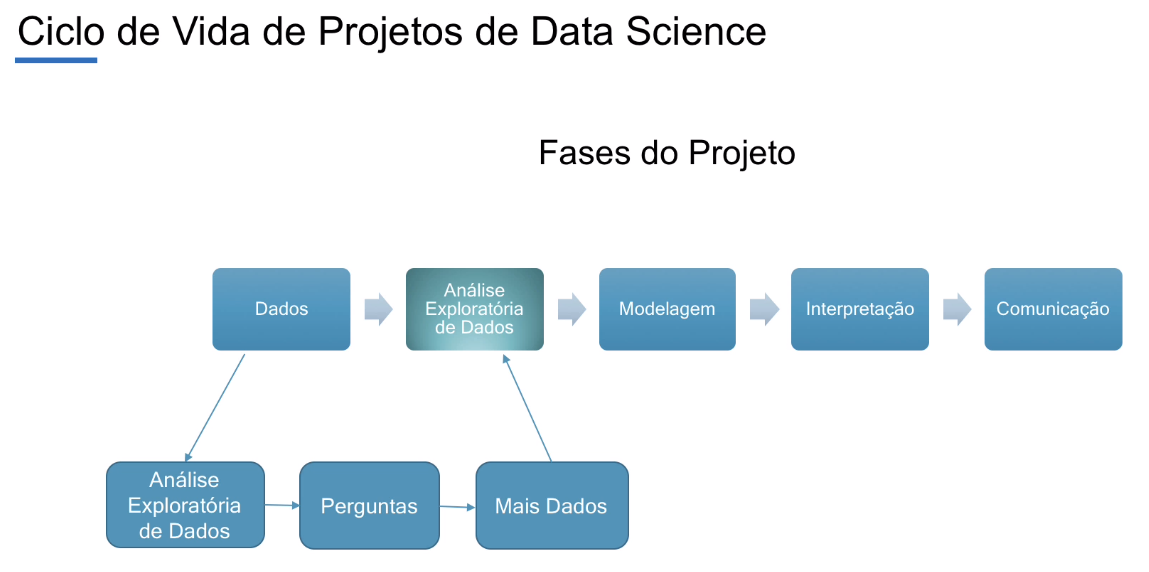 Ciclo de Vida de Projetos de Data Science
Fases do Projeto
Dados
Análise
Exploratória
de Dados
Modelagem
Interpretação
Comunicação
Análise
Exploratória
de Dados
Perguntas
Mais Dados